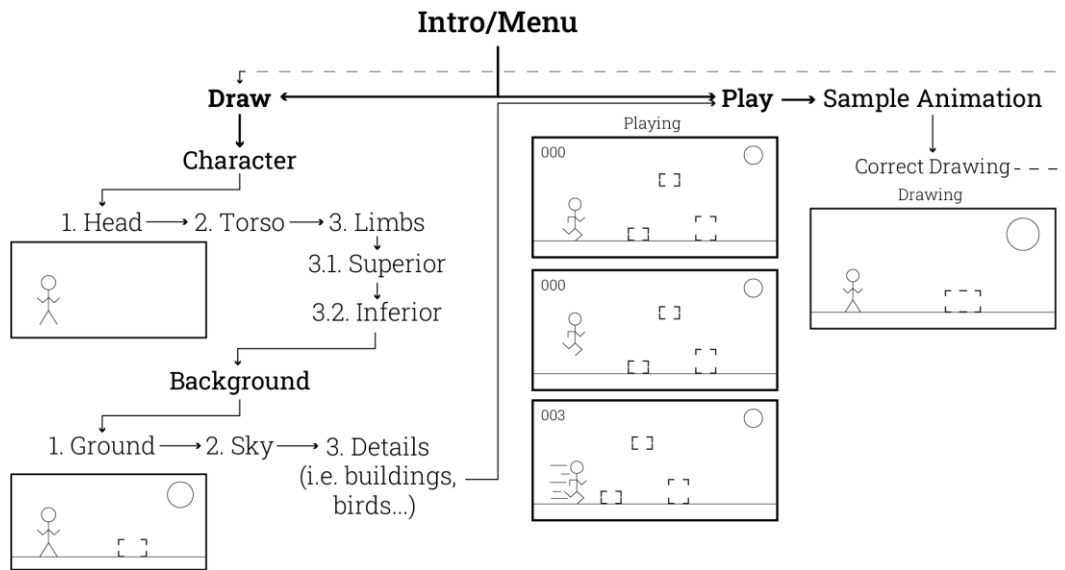 Intro/Menu
Draw
Play
Sample Animation
Character
1. Head
2. Torso
3. Limbs
3.1. Superior
3.2. Inferior
Background
1. Ground
2. Sky
3. Details
(i.e. buildings,
birds...)
Playing
000
000
003
Correct Drawing
Drawing